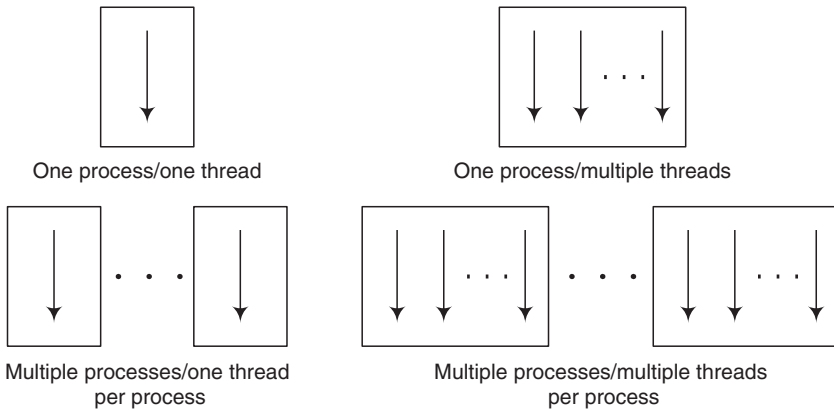 One process/one thread
One process/multiple threads
Multiple processes/one thread
per process
Multiple processes/multiple threads
per process